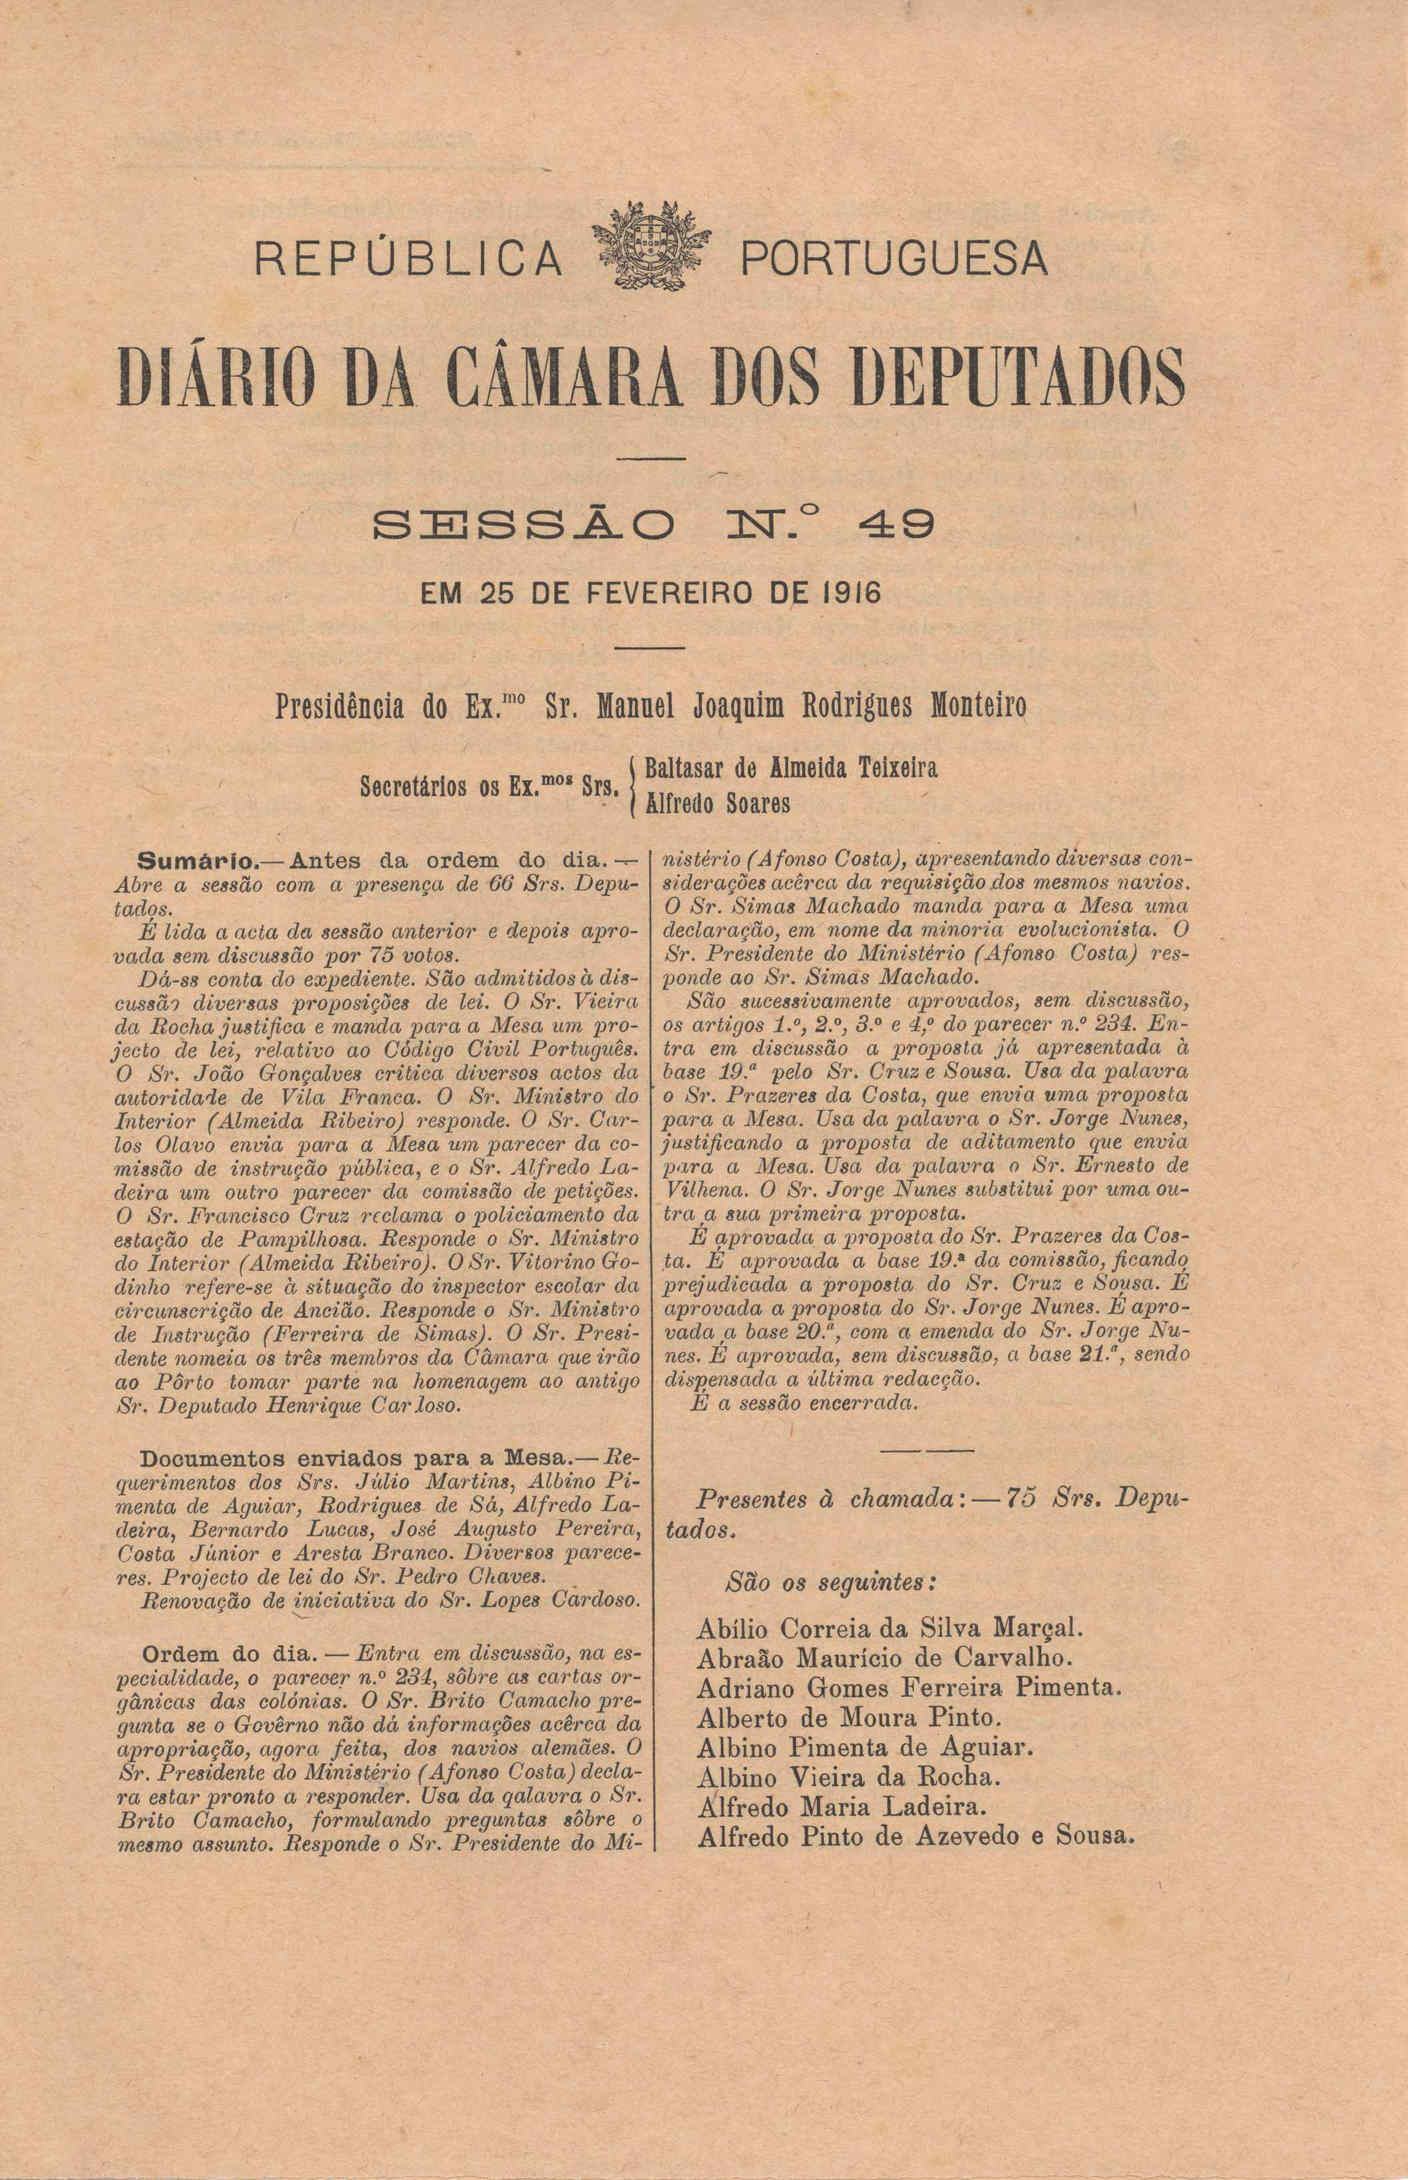 REPÚBLICA PORTUGUESA
DIÁRIO DA CÂMARA DOS DEPUTADOS
SESSÃO N.º 49
EM 25 DE FEVEREIRO DE 1916
Presidência do Ex.mo Sr. Manuel Joaquim Rodrigues Monteiro
Secretários os Ex.mos Srs.
Baltasar de Almeida Teixeira
Alfredo Soares
Sumário.—Antes da ordem do dia.—
Abre a sessão com a presença de 66 Srs. Depu-
tados.
É lida a acta da sessão anterior e depois apro-
vada sem discussão por 75 votos.
Dá-ss conta do expediente. São admitidos à dis-
cussão diversas proposições de lei. O Sr. Vieira
da Rocha justifica e manda para a Mesa um pro-
jecto de lei, relativo ao Código Civil Português.
O Sr. João Gonçalves critica diversos actos da
autoridade de Vila Franca. O Sr. Ministro do
Interior (Almeida Ribeiro) responde. O Sr. Car-
los Olavo envia para a Mesa um parecer da co-
missão de instrução pública, e o Sr. Alfredo La-
deira um outro parecer da comissão de petições.
O Sr. Francisco Cruz reclama o policiamento da
estação de Pampilhosa. Responde o Sr. Ministro
do Interior (Almeida Ribeiro). O Sr. Vitorino Go-
dinho refere-se à situação do inspector escolar da
circunscrição de Ancião. Responde o Sr. Ministro
de Instrução (Ferreira de Simas). O Sr. Presi-
dente nomeia os três membros da Câmara que irão
ao Pôrto tomar parte na homenagem ao antigo
Sr. Deputado Henrique Cardoso.
Documentos enviados para a Mesa.—Re-
querimentos dos Srs. Júlio Martins, Albino Pi-
menta de Aguiar, Rodrigues de Sá, Alfredo La-
deira, Bernardo Lucas, José Augusto Pereira,
Costa Júnior e Aresta Branco. Diversos parece-
res. Projecto de lei do Sr. Pedro Chaves.
Renovação de iniciativa do Sr. Lopes Cardoso.
Ordem do dia.—Entra em discussão, na es-
pecialidade, o parecer n.º 234, sôbre as cartas or-
gânicas das colónias. O Sr. Brito Camacho pre-
gunta se o Govêrno não dá informações acêrca da
apropriação, agora feita, dos navios alemães. O
Sr. Presidente do Ministério (Afonso Costa) decla-
ra estar pronto a responder. Usa da qalavra o Sr.
Brito Camacho, formulando preguntas sôbre o
mesmo assunto. Responde o Sr. Presidente do Mi-
nistério (Afonso Costa), apresentando diversas con-
siderações acêrca da requisição dos mesmos navios.
O Sr. Simas Machado manda para a Mesa uma
declaração, em nome da minoria evolucionista. O
Sr. Presidente do Ministério (Afonso Costa) res-
ponde ao Sr. Simas Machado.
São sucessivamente aprovados, sem discussão,
os artigos 1.º, 2.º, 3.º e 4,º do parecer n.º 234. En-
tra em discussão a proposta já apresentada à
base 19.ª pelo Sr. Cruz e Sousa. Usa da palavra
o Sr. Prazeres da Costa, que envia uma proposta
para a Mesa. Usa da palavra o Sr. Jorge Nunes,
justificando a proposta de aditamento que envia
para a Mesa. Usa da palavra o Sr. Ernesto de
Vilhena. O Sr. Jorge Nunes substitui por uma ou-
tra a sua primeira proposta.
É aprovada a proposta do Sr. Prazeres da Cos-
ta. É aprovada a base 19.ª da comissão, ficando
prejudicada a proposta do Sr. Cruz e Sousa. É
aprovada a proposta do Sr. Jorge Nunes. É apro-
vada a base 20.ª, com a emenda do Sr. Jorge Nu-
nes. É aprovada, sem discussão, a base 21.ª, sendo
dispensada a última redacção.
É a sessão encerrada.
Presentes à chamada:—75 Srs. Depu-
tados.
São os seguintes:
Abílio Correia da Silva Marçal.
Abraão Maurício de Carvalho.
Adriano Gomes Ferreira Pimenta.
Alberto de Moura Pinto.
Albino Pimenta de Aguiar.
Albino Vieira da Rocha.
Alfredo Maria Ladeira.
Alfredo Pinto de Azevedo e Sousa.